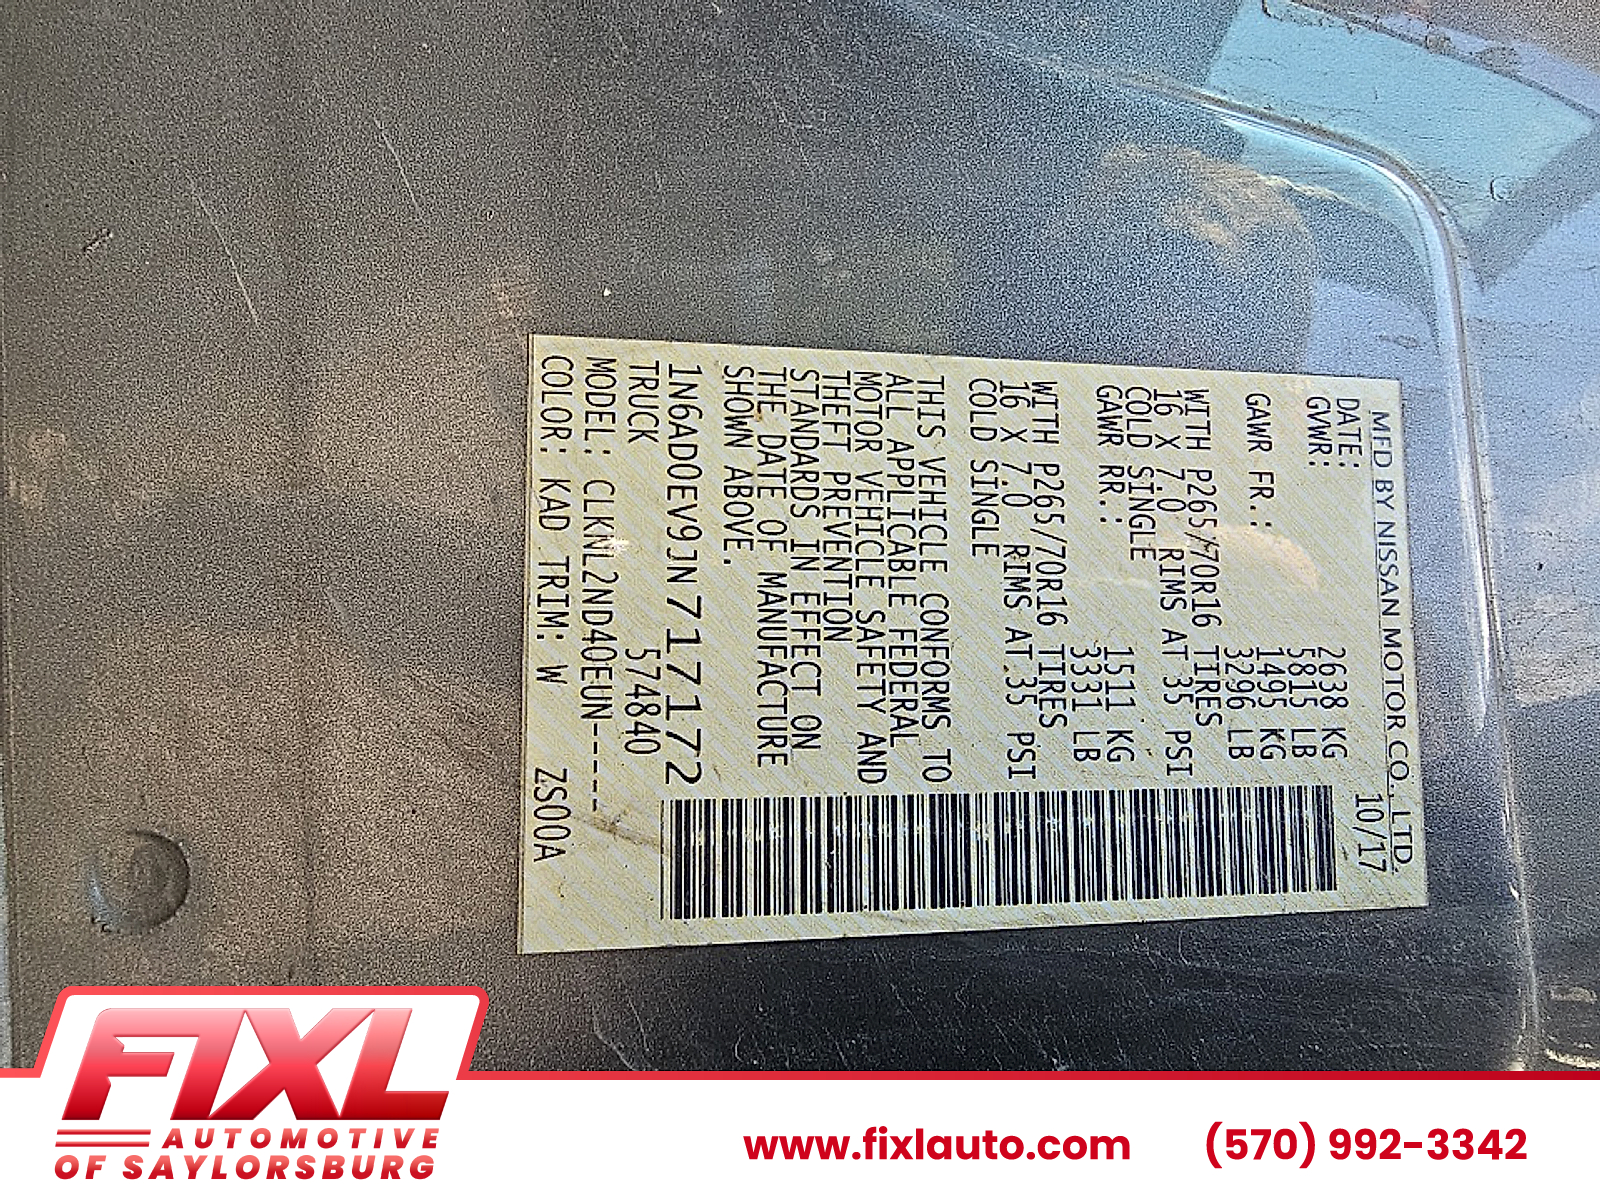 MFD BY NISSAN MOTOR CO., LTD.
DATE: 10/17
GVWR: 2638 KG
5815 LB
GAWR FR.: 1495 KG
3296 LB
WITH P265/70R16 TIRES
16 X 7.0 RIMS AT 35 PSI
COLD SINGLE
GAWR RR.: 1511 KG
3331 LB
WITH P265/70R16 TIRES
16 X 7.0 RIMS AT 35 PSI
COLD SINGLE
THIS VEHICLE CONFORMS TO
ALL APPLICABLE FEDERAL
MOTOR VEHICLE SAFETY AND
THEFT PREVENTION
STANDARDS IN EFFECT ON
THE DATE OF MANUFACTURE
SHOWN ABOVE.
1N6AD0EV9JN717172
TRUCK 574840
MODEL: CLKNL2ND40EUN-----
COLOR: KAD TRIM: W ZS00A
FIXL
AUTOMOTIVE
OF SAYLORSBURG
www.fixlauto.com (570) 992-3342